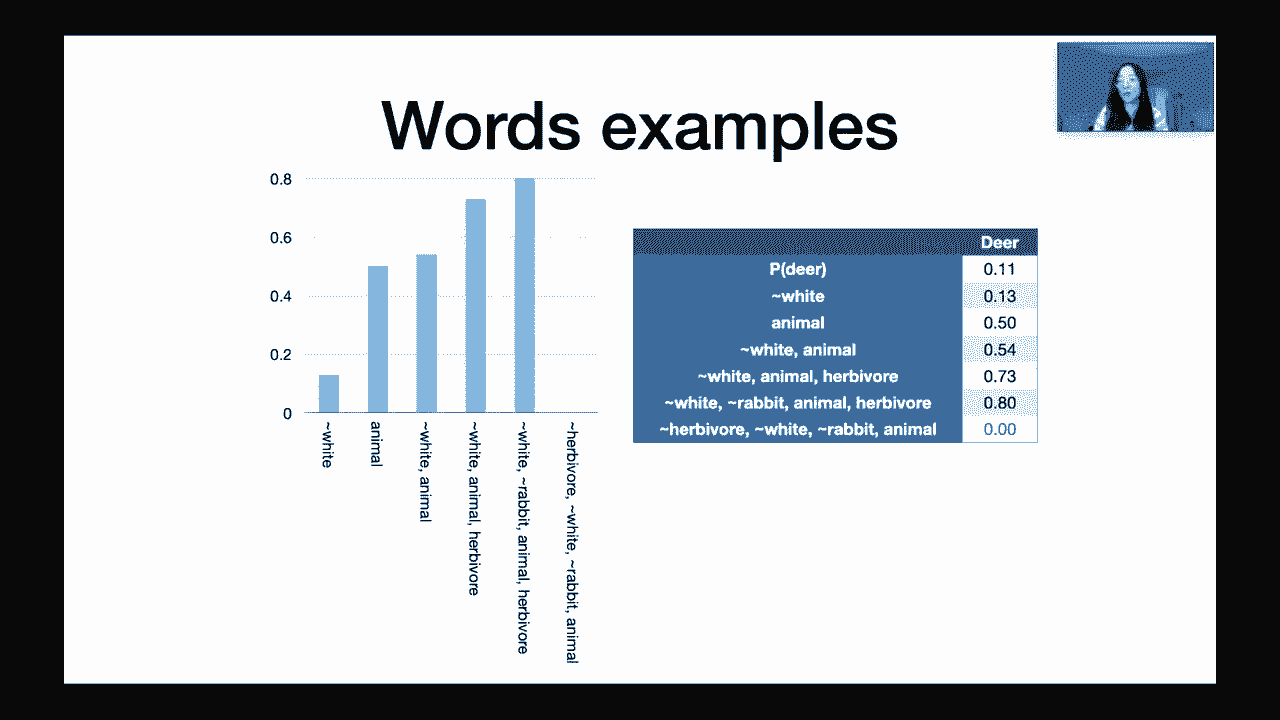 Words examples
0.8
0.6
0.4
0.2
0
~white
animal
~white, animal
~white, animal, herbivore
~white, ~rabbit, animal, herbivore
~herbivore, ~white, ~rabbit, animal
Deer
P(deer) 0.11
~white 0.13
animal 0.50
~white, animal 0.54
~white, animal, herbivore 0.73
~white, ~rabbit, animal, herbivore 0.80
~herbivore, ~white, ~rabbit, animal 0.00